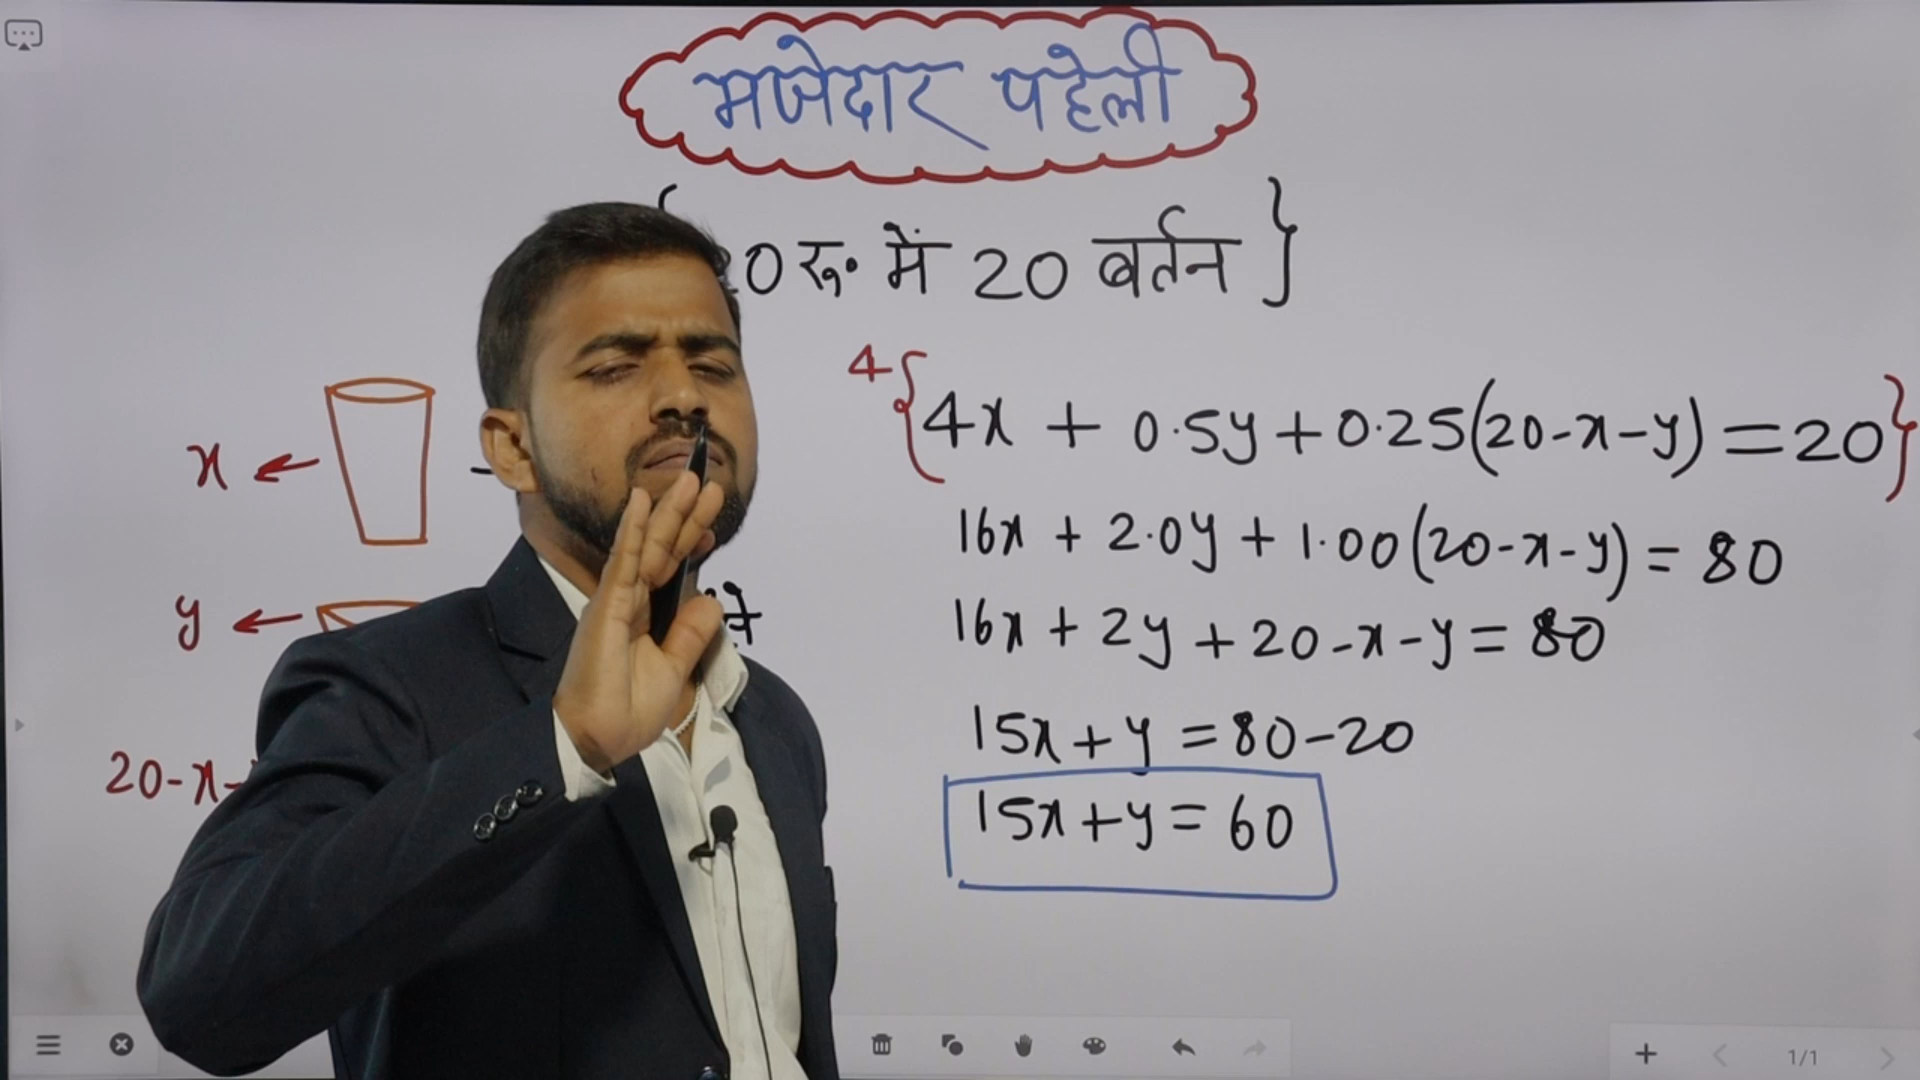 मजेदार पहेली
20 रू॰ में 20 बर्तन }
x
y
20-x-
4{4x + 0.5y + 0.25(20-x-y) = 20}
16x + 2.0y + 1.00(20-x-y) = 80
16x + 2y + 20-x-y = 80
15x + y = 80-20
15x + y = 60
1/1